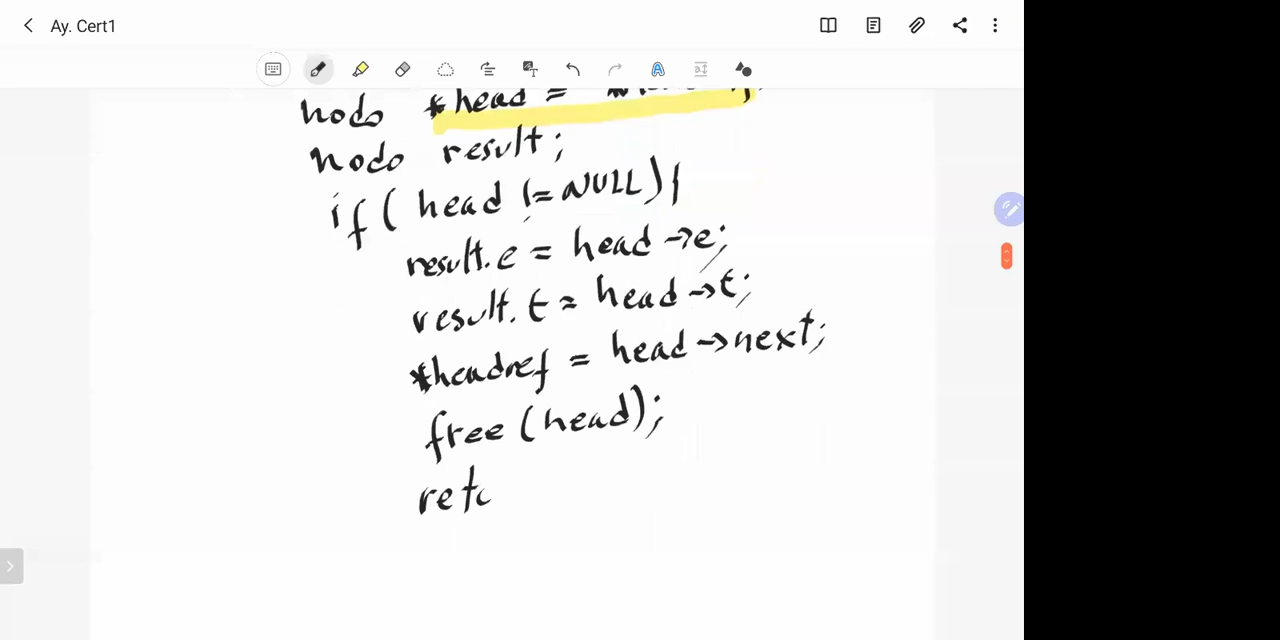 Ay. Cert1
nodo *head =
nodo result;
if( head != NULL){
result.e = head->e;
result.t = head->t;
*headref = head->next;
free(head);
ret